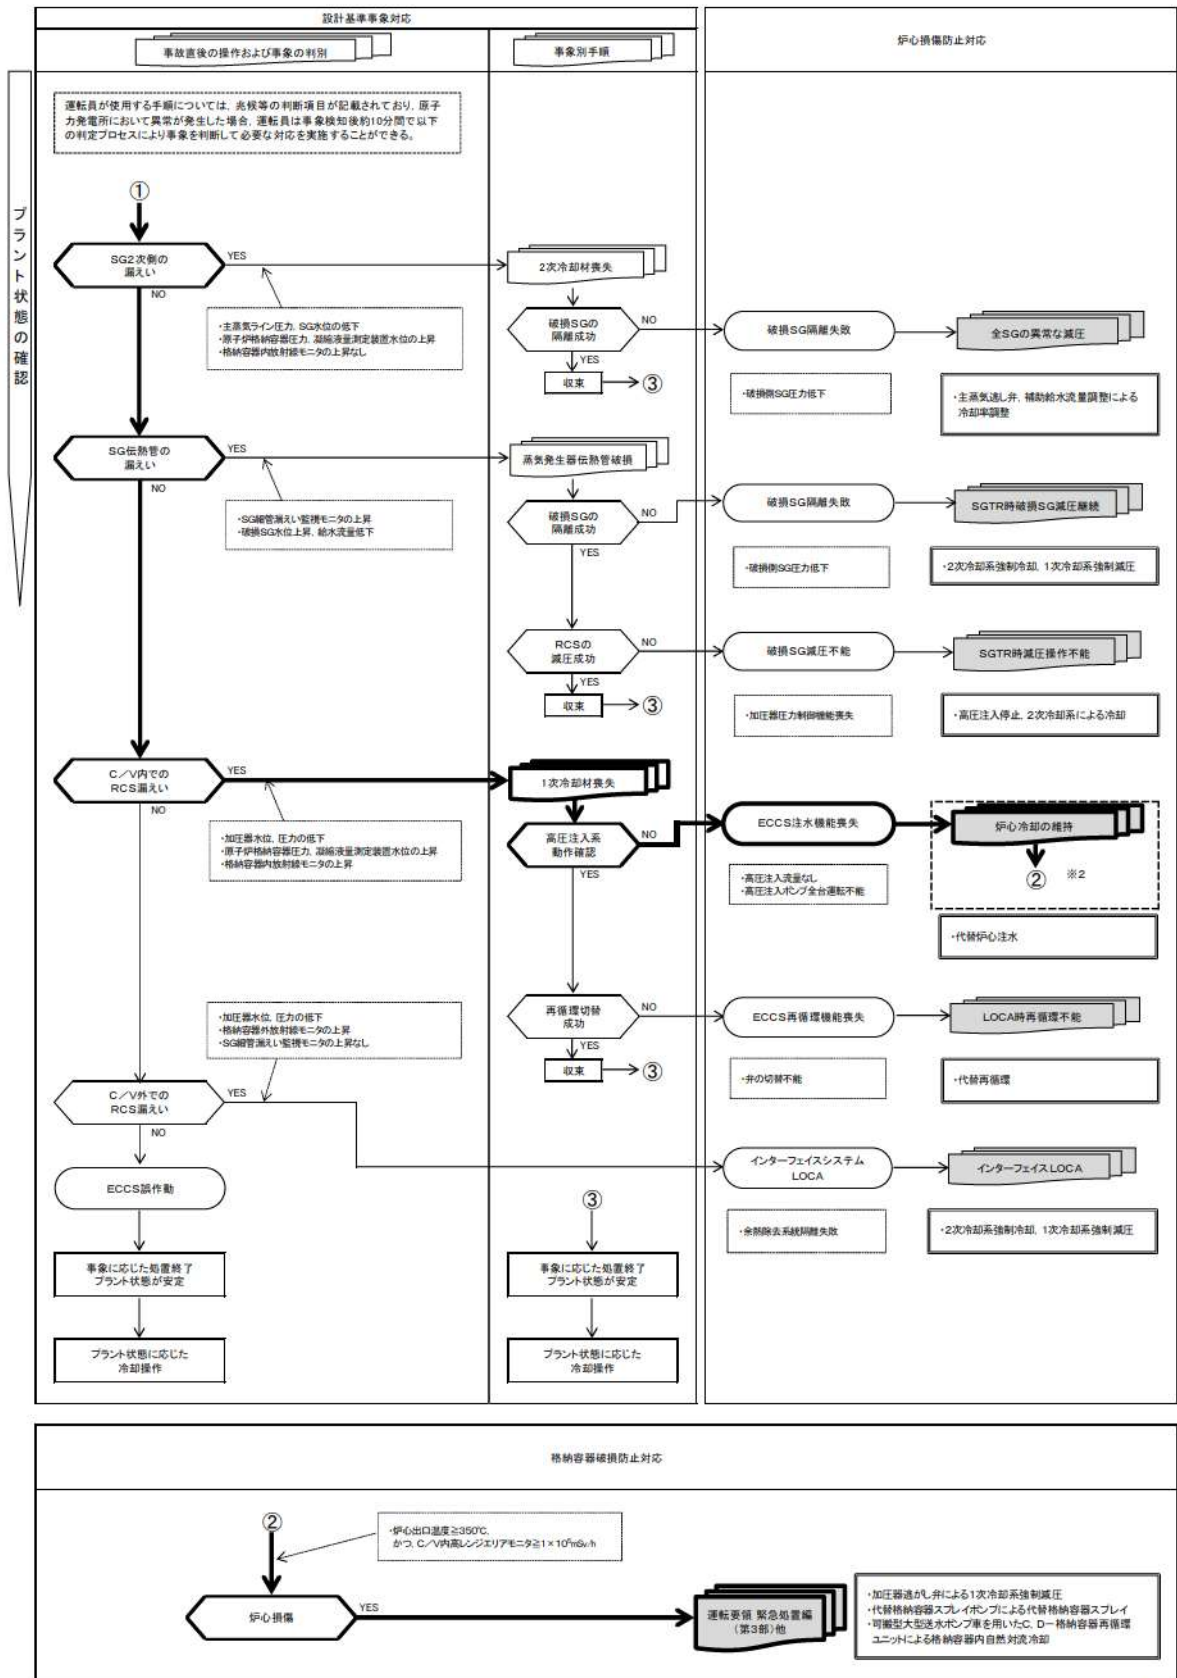 設計基準事象対応
事故直後の操作および事象の判別
事象別手順
炉心損傷防止対応
プラント状態の確認
運転員が使用する手順については、兆候等の判断項目が記載されており、原子
力発電所において異常が発生した場合、運転員は事象検知後約10分間で以下
の判定プロセスにより事象を判断して必要な対応を実施することができる。
①
SG2次側の
漏えい
YES
NO
・主蒸気ライン圧力、SG水位の低下
・原子炉格納容器圧力、凝縮液量測定装置水位の上昇
・格納容器内放射線モニタの上昇なし
2次冷却材喪失
破損SGの
隔離成功
NO
YES
収束
③
破損SG隔離失敗
・破損側SG圧力低下
全SGの異常な減圧
・主蒸気逃し弁、補助給水流量調整による
冷却率調整
SG伝熱管の
漏えい
YES
NO
・SG細管漏えい監視モニタの上昇
・破損SG水位上昇、給水流量低下
蒸気発生器伝熱管破損
破損SGの
隔離成功
NO
YES
破損SG隔離失敗
・破損側SG圧力低下
SGTR時破損SG減圧継続
・2次冷却系強制冷却、1次冷却系強制減圧
RCSの
減圧成功
NO
YES
収束
③
破損SG減圧不能
・加圧器圧力制御機能喪失
SGTR時減圧操作不能
・高圧注入停止、2次冷却系による冷却
C/V内での
RCS漏えい
YES
NO
・加圧器水位、圧力の低下
・原子炉格納容器圧力、凝縮液量測定装置水位の上昇
・格納容器内放射線モニタの上昇
1次冷却材喪失
高圧注入系
動作確認
NO
YES
ECCS注水機能喪失
・高圧注入流量なし
・高圧注入ポンプ全台運転不能
炉心冷却の維持
②
※2
・代替炉心注水
再循環切替
成功
NO
YES
収束
③
ECCS再循環機能喪失
・弁の切替不能
LOCA時再循環不能
・代替再循環
・加圧器水位、圧力の低下
・格納容器外放射線モニタの上昇
・SG細管漏えい監視モニタの上昇なし
C/V外での
RCS漏えい
YES
NO
インターフェイスシステム
LOCA
・余熱除去系統隔離失敗
インターフェイスLOCA
・2次冷却系強制冷却、1次冷却系強制減圧
ECCS誤作動
事象に応じた処置終了
プラント状態が安定
プラント状態に応じた
冷却操作
③
事象に応じた処置終了
プラント状態が安定
プラント状態に応じた
冷却操作
格納容器破損防止対応
②
・炉心出口温度≧350℃、
かつ、C/V内高レンジエリアモニタ≧1×10⁵mSv/h
炉心損傷
YES
運転要領 緊急処置編
(第3部)他
・加圧器逃がし弁による1次冷却系強制減圧
・代替格納容器スプレイポンプによる代替格納容器スプレイ
・可搬型大型送水ポンプ車を用いたC、D-格納容器再循環
ユニットによる格納容器内自然対流冷却